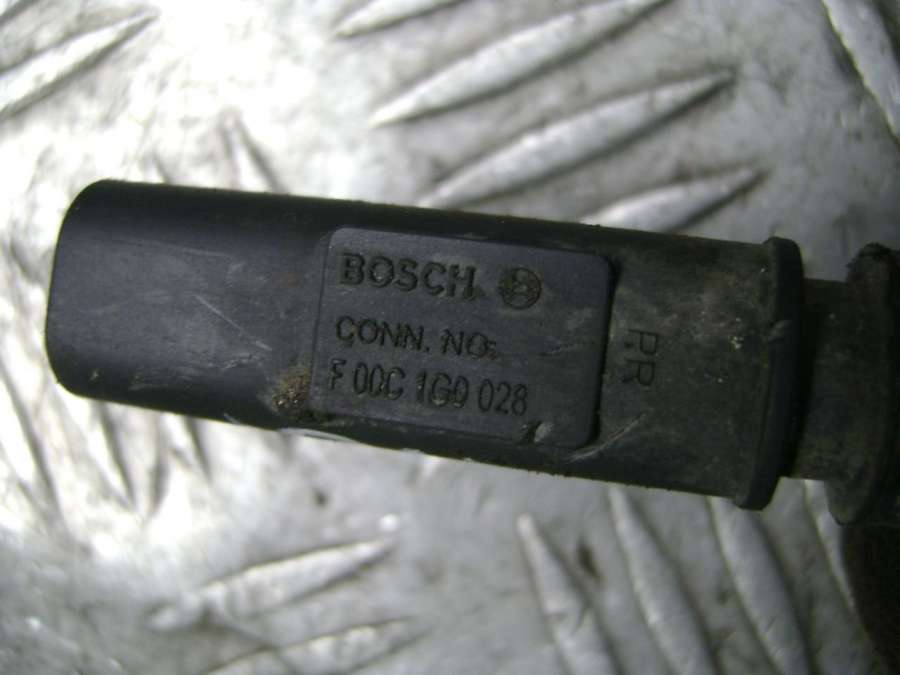 BOSCH
CONN. NO:
F 00C 1G0 028
PR